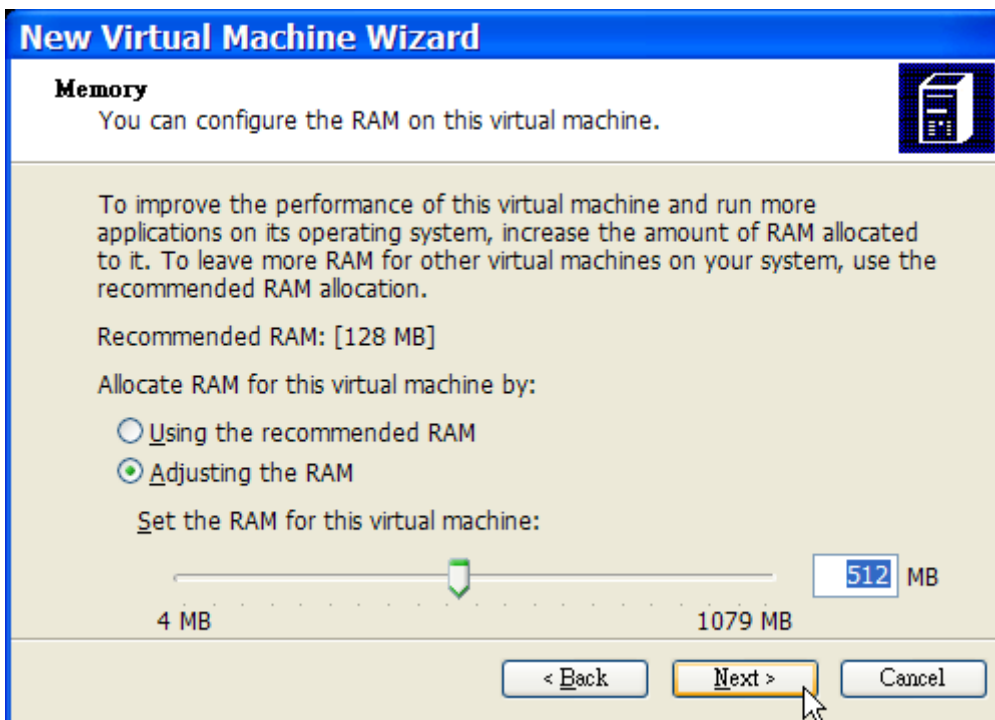 New Virtual Machine Wizard
Memory
You can configure the RAM on this virtual machine.
To improve the performance of this virtual machine and run more
applications on its operating system, increase the amount of RAM allocated
to it. To leave more RAM for other virtual machines on your system, use the
recommended RAM allocation.
Recommended RAM: [128 MB]
Allocate RAM for this virtual machine by:
Using the recommended RAM
Adjusting the RAM
Set the RAM for this virtual machine:
512 MB
4 MB 1079 MB
< Back Next > Cancel